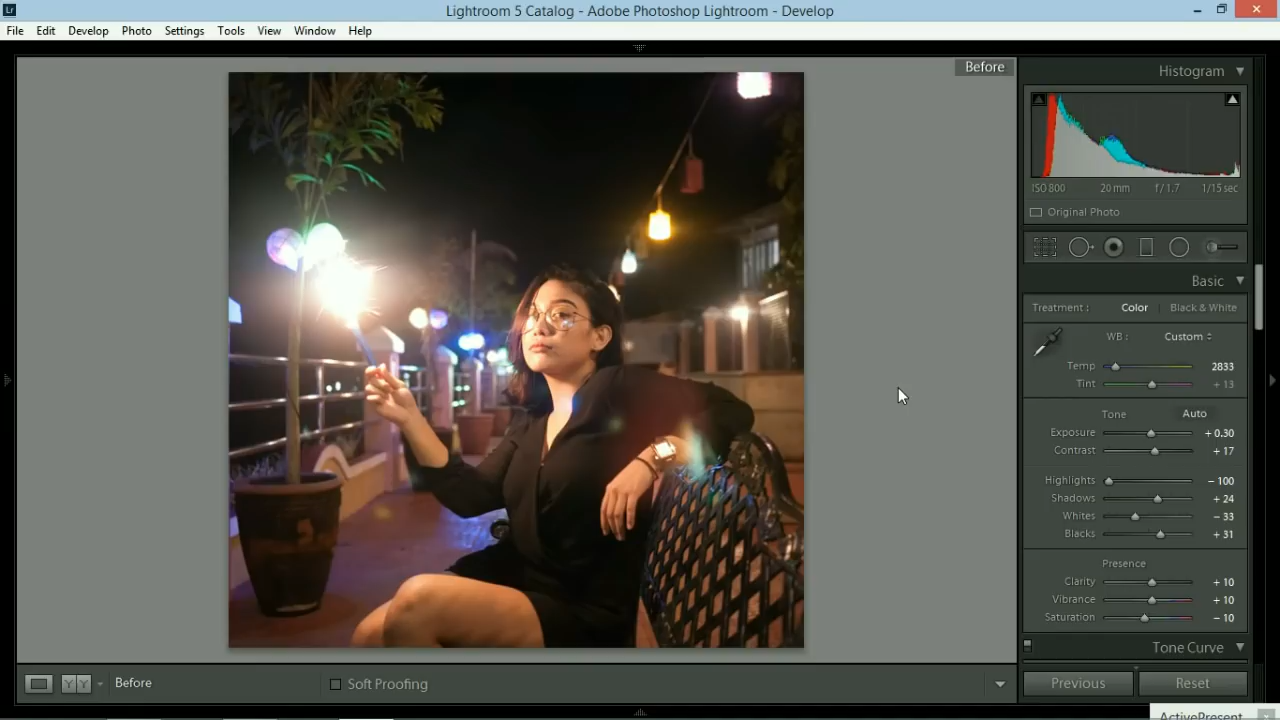 Lr
Lightroom 5 Catalog - Adobe Photoshop Lightroom - Develop
File Edit Develop Photo Settings Tools View Window Help
Before
Histogram
ISO 800 20 mm f / 1.7 1/15 sec
Original Photo
Basic
Treatment : Color Black & White
WB : Custom
Temp 2833
Tint + 13
Tone Auto
Exposure + 0.30
Contrast + 17
Highlights − 100
Shadows + 24
Whites − 33
Blacks + 31
Presence
Clarity + 10
Vibrance + 10
Saturation − 10
Tone Curve
Y Y Before Soft Proofing
Previous Reset
ActivePresent